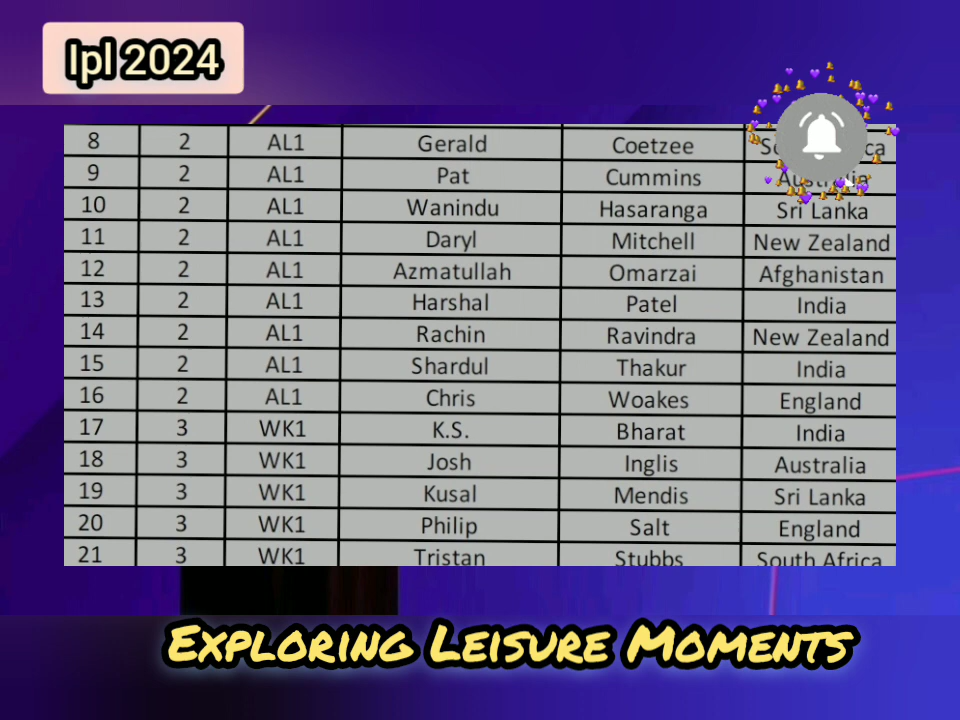 Ipl 2024
8 2 AL1 Gerald Coetzee
9 2 AL1 Pat Cummins Australia
10 2 AL1 Wanindu Hasaranga Sri Lanka
11 2 AL1 Daryl Mitchell New Zealand
12 2 AL1 Azmatullah Omarzai Afghanistan
13 2 AL1 Harshal Patel India
14 2 AL1 Rachin Ravindra New Zealand
15 2 AL1 Shardul Thakur India
16 2 AL1 Chris Woakes England
17 3 WK1 K.S. Bharat India
18 3 WK1 Josh Inglis Australia
19 3 WK1 Kusal Mendis Sri Lanka
20 3 WK1 Philip Salt England
21 3 WK1 Tristan Stubbs South Africa
Exploring Leisure Moments